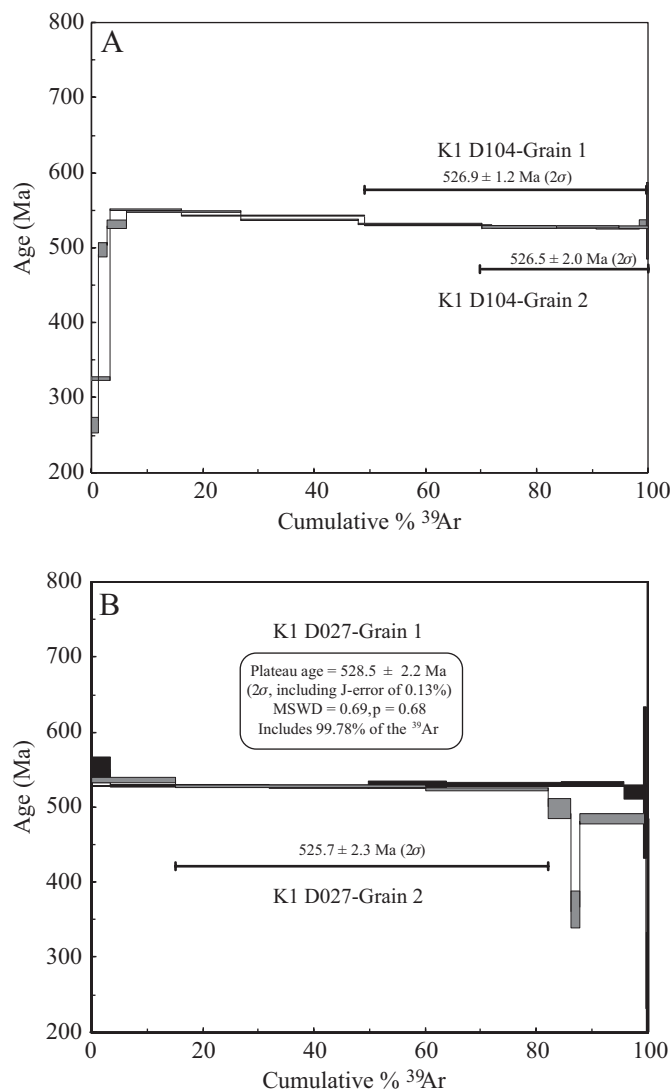 A
800
700
600
500
400
300
200
Age (Ma)
K1 D104-Grain 1
526.9 ± 1.2 Ma (2σ)
526.5 ± 2.0 Ma (2σ)
K1 D104-Grain 2
0 20 40 60 80 100
Cumulative % ³⁹Ar
B
800
700
600
500
400
300
200
Age (Ma)
K1 D027-Grain 1
Plateau age = 528.5 ± 2.2 Ma
(2σ, including J-error of 0.13%)
MSWD = 0.69,p = 0.68
Includes 99.78% of the ³⁹Ar
525.7 ± 2.3 Ma (2σ)
K1 D027-Grain 2
0 20 40 60 80 100
Cumulative % ³⁹Ar